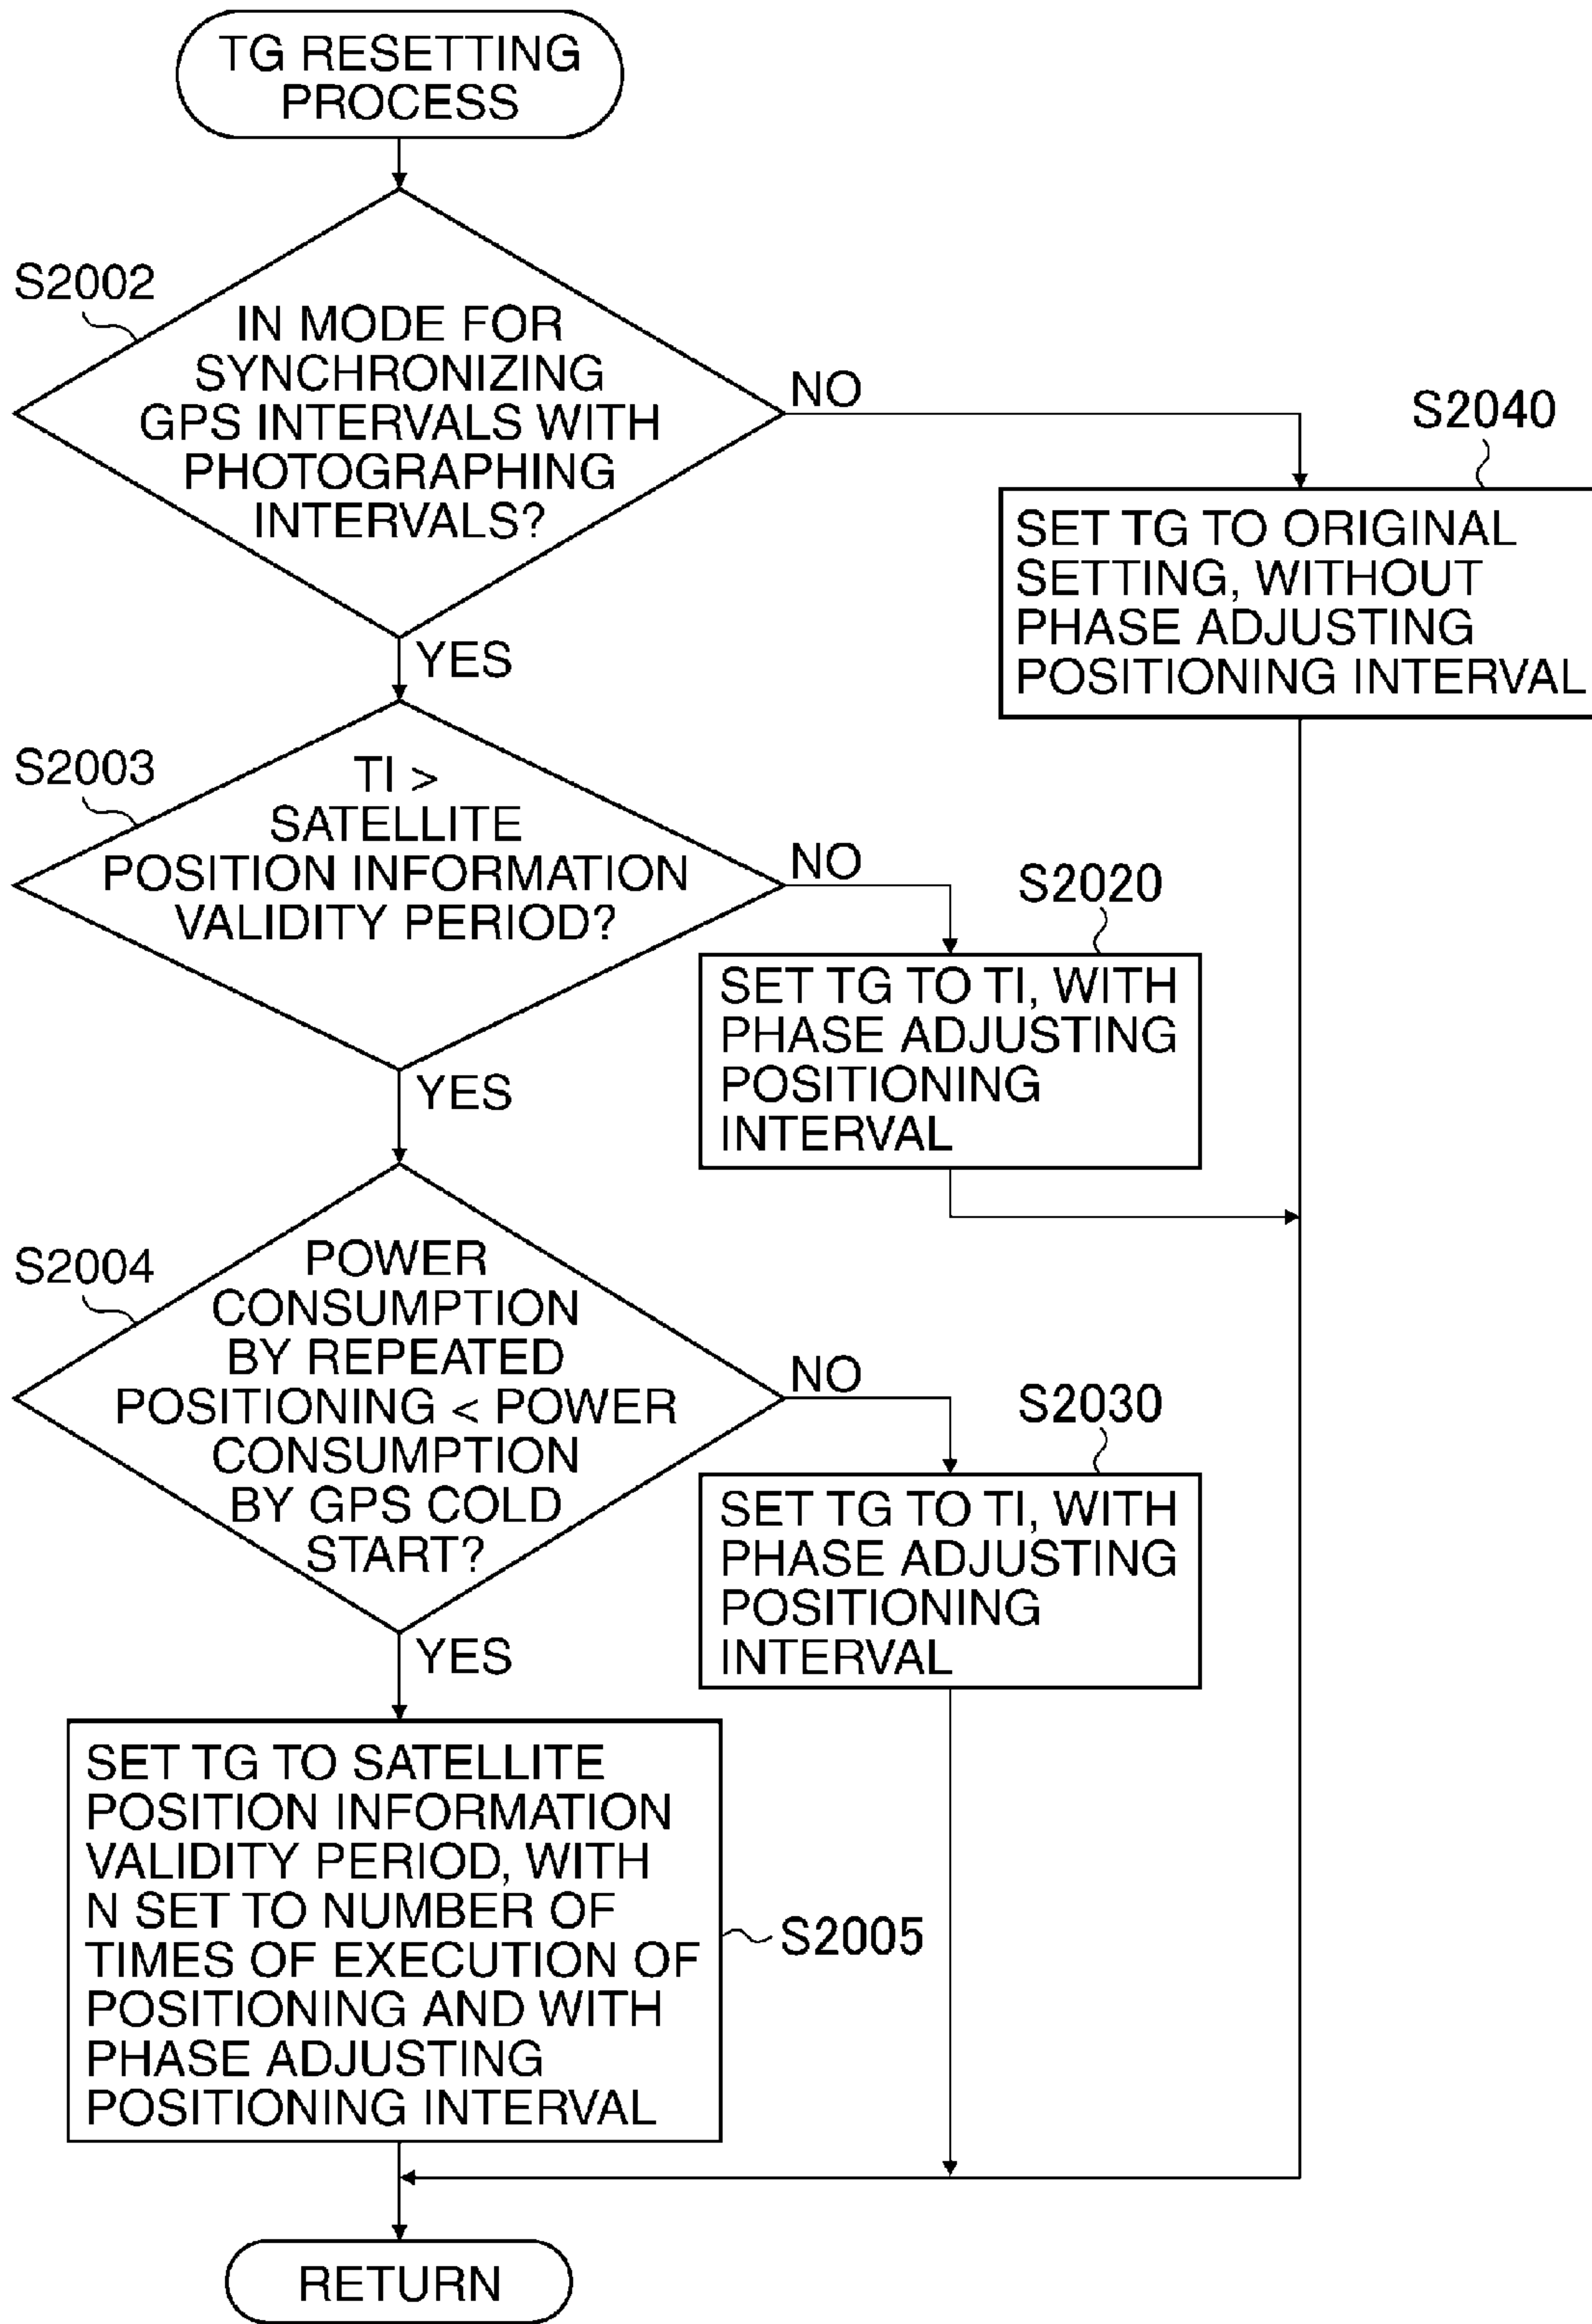 TG RESETTING
PROCESS
S2002
IN MODE FOR
SYNCHRONIZING
GPS INTERVALS WITH
PHOTOGRAPHING
INTERVALS?
NO
S2040
SET TG TO ORIGINAL
SETTING, WITHOUT
PHASE ADJUSTING
POSITIONING INTERVAL
YES
S2003
TI >
SATELLITE
POSITION INFORMATION
VALIDITY PERIOD?
NO
S2020
SET TG TO TI, WITH
PHASE ADJUSTING
POSITIONING
INTERVAL
YES
S2004
POWER
CONSUMPTION
BY REPEATED
POSITIONING < POWER
CONSUMPTION
BY GPS COLD
START?
NO
S2030
SET TG TO TI, WITH
PHASE ADJUSTING
POSITIONING
INTERVAL
YES
SET TG TO SATELLITE
POSITION INFORMATION
VALIDITY PERIOD, WITH
N SET TO NUMBER OF
TIMES OF EXECUTION OF
POSITIONING AND WITH
PHASE ADJUSTING
POSITIONING INTERVAL
S2005
RETURN